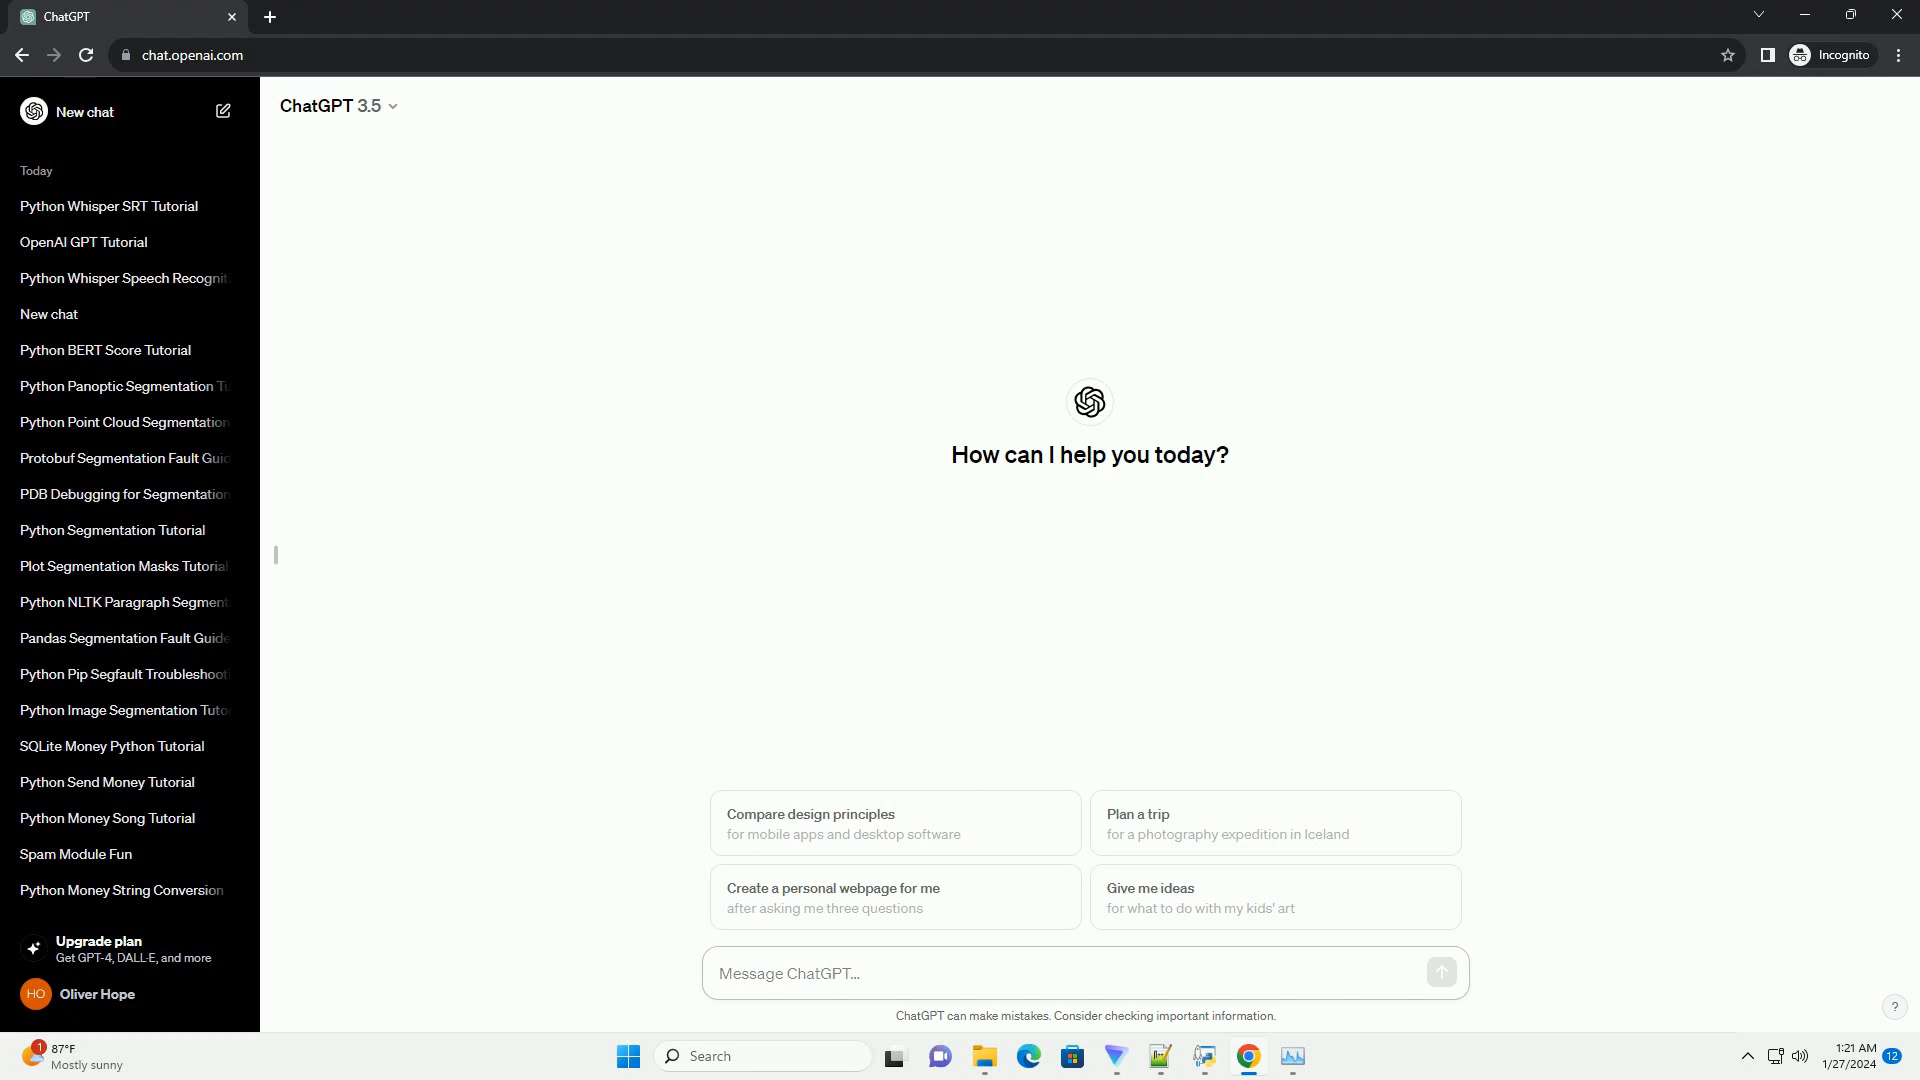 ChatGPT
chat.openai.com
Incognito
New chat
ChatGPT 3.5
Today
Python Whisper SRT Tutorial
OpenAI GPT Tutorial
Python Whisper Speech Recognit
New chat
Python BERT Score Tutorial
Python Panoptic Segmentation Tu
Python Point Cloud Segmentation
Protobuf Segmentation Fault Guid
PDB Debugging for Segmentation
Python Segmentation Tutorial
Plot Segmentation Masks Tutorial
Python NLTK Paragraph Segment
Pandas Segmentation Fault Guide
Python Pip Segfault Troubleshoot
Python Image Segmentation Tuto
SQLite Money Python Tutorial
Python Send Money Tutorial
Python Money Song Tutorial
Spam Module Fun
Python Money String Conversion
Upgrade plan
Get GPT-4, DALL·E, and more
HO Oliver Hope
How can I help you today?
Compare design principles
for mobile apps and desktop software
Plan a trip
for a photography expedition in Iceland
Create a personal webpage for me
after asking me three questions
Give me ideas
for what to do with my kids' art
Message ChatGPT...
ChatGPT can make mistakes. Consider checking important information.
?
1
87°F
Mostly sunny
Search
1:21 AM
1/27/2024
12